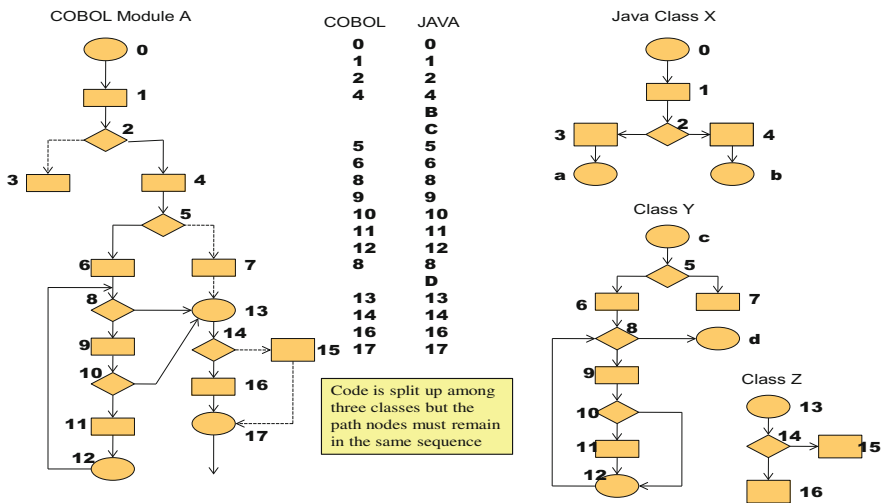 COBOL Module A
0
1
2
3
4
5
6
7
8
13
9
14
10
15
16
11
17
12
COBOL JAVA
0 0
1 1
2 2
4 4
B
C
5 5
6 6
8 8
9 9
10 10
11 11
12 12
8 8
D
13 13
14 14
16 16
17 17
Code is split up among
three classes but the
path nodes must remain
in the same sequence
Java Class X
0
1
3 2 4
a b
Class Y
c
5
6 7
8
d
9
10
11
12
Class Z
13
14
15
16